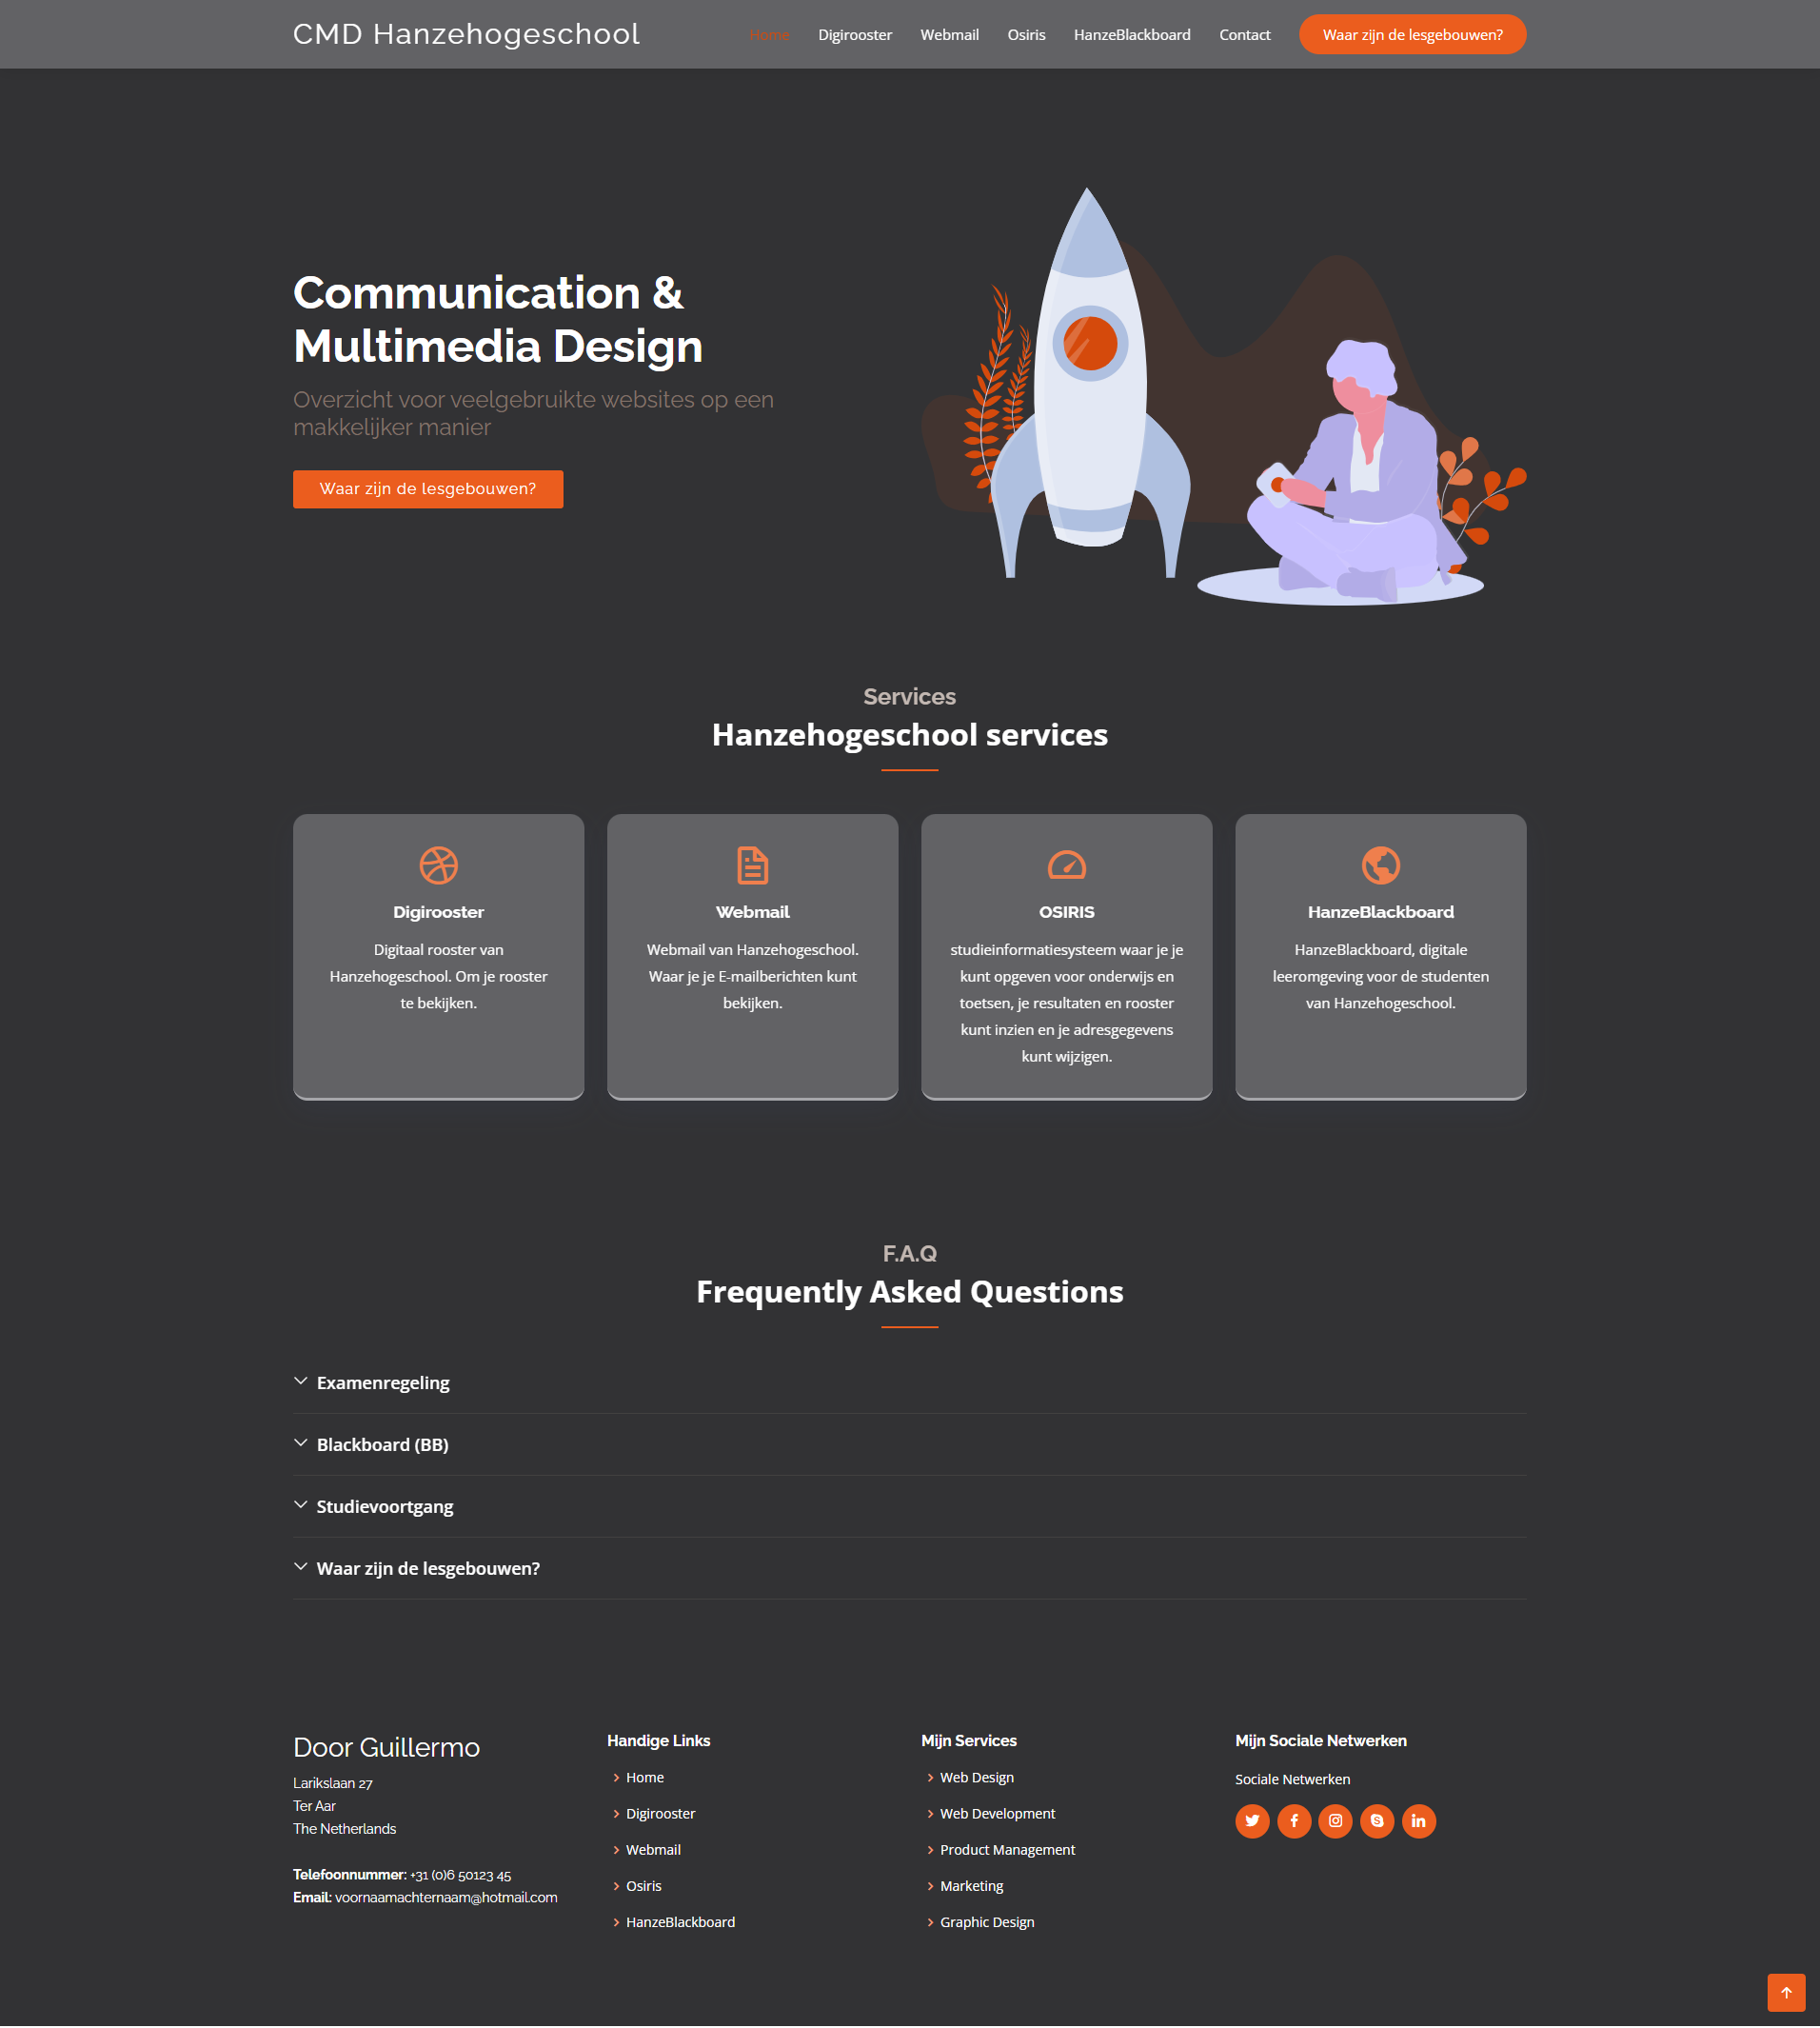 CMD Hanzehogeschool
Home
Digirooster
Webmail
Osiris
HanzeBlackboard
Contact
Waar zijn de lesgebouwen?
Communication &
Multimedia Design
Overzicht voor veelgebruikte websites op een
makkelijker manier
Waar zijn de lesgebouwen?
Services
Hanzehogeschool services
Digirooster
Digitaal rooster van
Hanzehogeschool. Om je rooster
te bekijken.
Webmail
Webmail van Hanzehogeschool.
Waar je je E-mailberichten kunt
bekijken.
OSIRIS
studieinformatiesysteem waar je je
kunt opgeven voor onderwijs en
toetsen, je resultaten en rooster
kunt inzien en je adresgegevens
kunt wijzigen.
HanzeBlackboard
HanzeBlackboard, digitale
leeromgeving voor de studenten
van Hanzehogeschool.
F.A.Q
Frequently Asked Questions
Examenregeling
Blackboard (BB)
Studievoortgang
Waar zijn de lesgebouwen?
Door Guillermo
Larikslaan 27
Ter Aar
The Netherlands
Telefoonnummer: +31 (0)6 50123 45
Email: voornaamachternaam@hotmail.com
Handige Links
Home
Digirooster
Webmail
Osiris
HanzeBlackboard
Mijn Services
Web Design
Web Development
Product Management
Marketing
Graphic Design
Mijn Sociale Netwerken
Sociale Netwerken